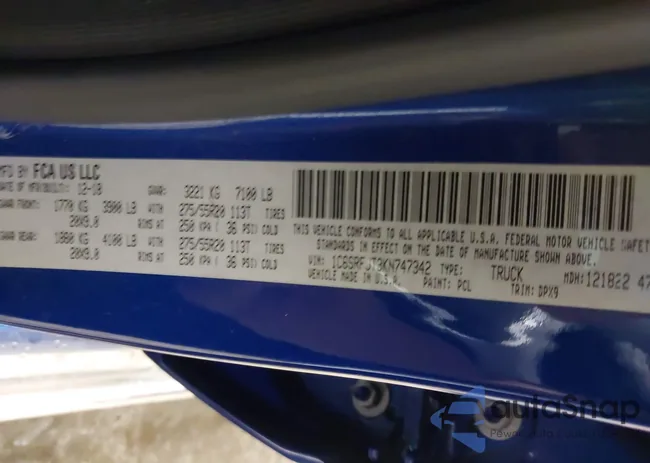 MFD BY FCA US LLC
DATE OF MFR/BUILT: 12-18 GVWR: 3221 KG 7100 LB
GAWR FRONT: 1770 KG 3900 LB WITH 275/55R20 113T TIRES
20X9.0 RIMS AT 250 KPA ( 36 PSI) COLD
GAWR REAR: 1860 KG 4100 LB WITH 275/55R20 113T TIRES
20X9.0 RIMS AT 250 KPA ( 36 PSI) COLD
THIS VEHICLE CONFORMS TO ALL APPLICABLE U.S.A. FEDERAL MOTOR VEHICLE SAFETY
STANDARDS IN EFFECT ON THE DATE OF MANUFACTURE SHOWN ABOVE.
VIN: TYPE: TRUCK MDH: 121822 47
U.S.A. PAINT: PCL TRIM: DPX9
autoSnap